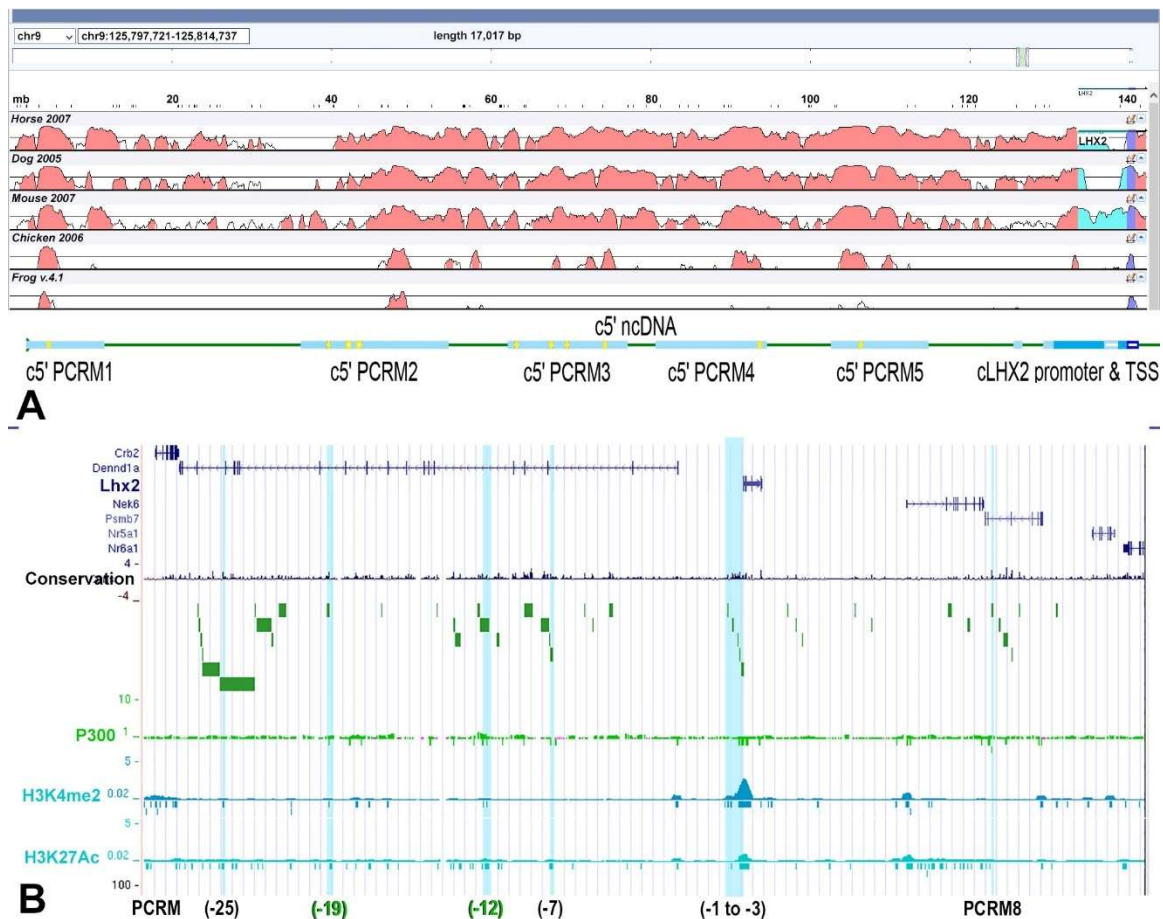 chr9 chr9:125,797,721-125,814,737 length 17,017 bp
mb 20 40 60 80 100 120 140
LHX2
LHX2
Horse 2007
LHX2
Dog 2005
Mouse 2007
Chicken 2006
Frog v.4.1
c5' ncDNA
c5' PCRM1 c5' PCRM2 c5' PCRM3 c5' PCRM4 c5' PCRM5 cLHX2 promoter & TSS
A
Crb2
Dennd1a
Lhx2
Nek6
Psmb7
Nr5a1
Nr6a1
4 -
Conservation
-4 _
10 -
P300 1
5 -
H3K4me2 0.02
5 -
H3K27Ac 0.02
100 -
B PCRM (-25) (-19) (-12) (-7) (-1 to -3) PCRM8